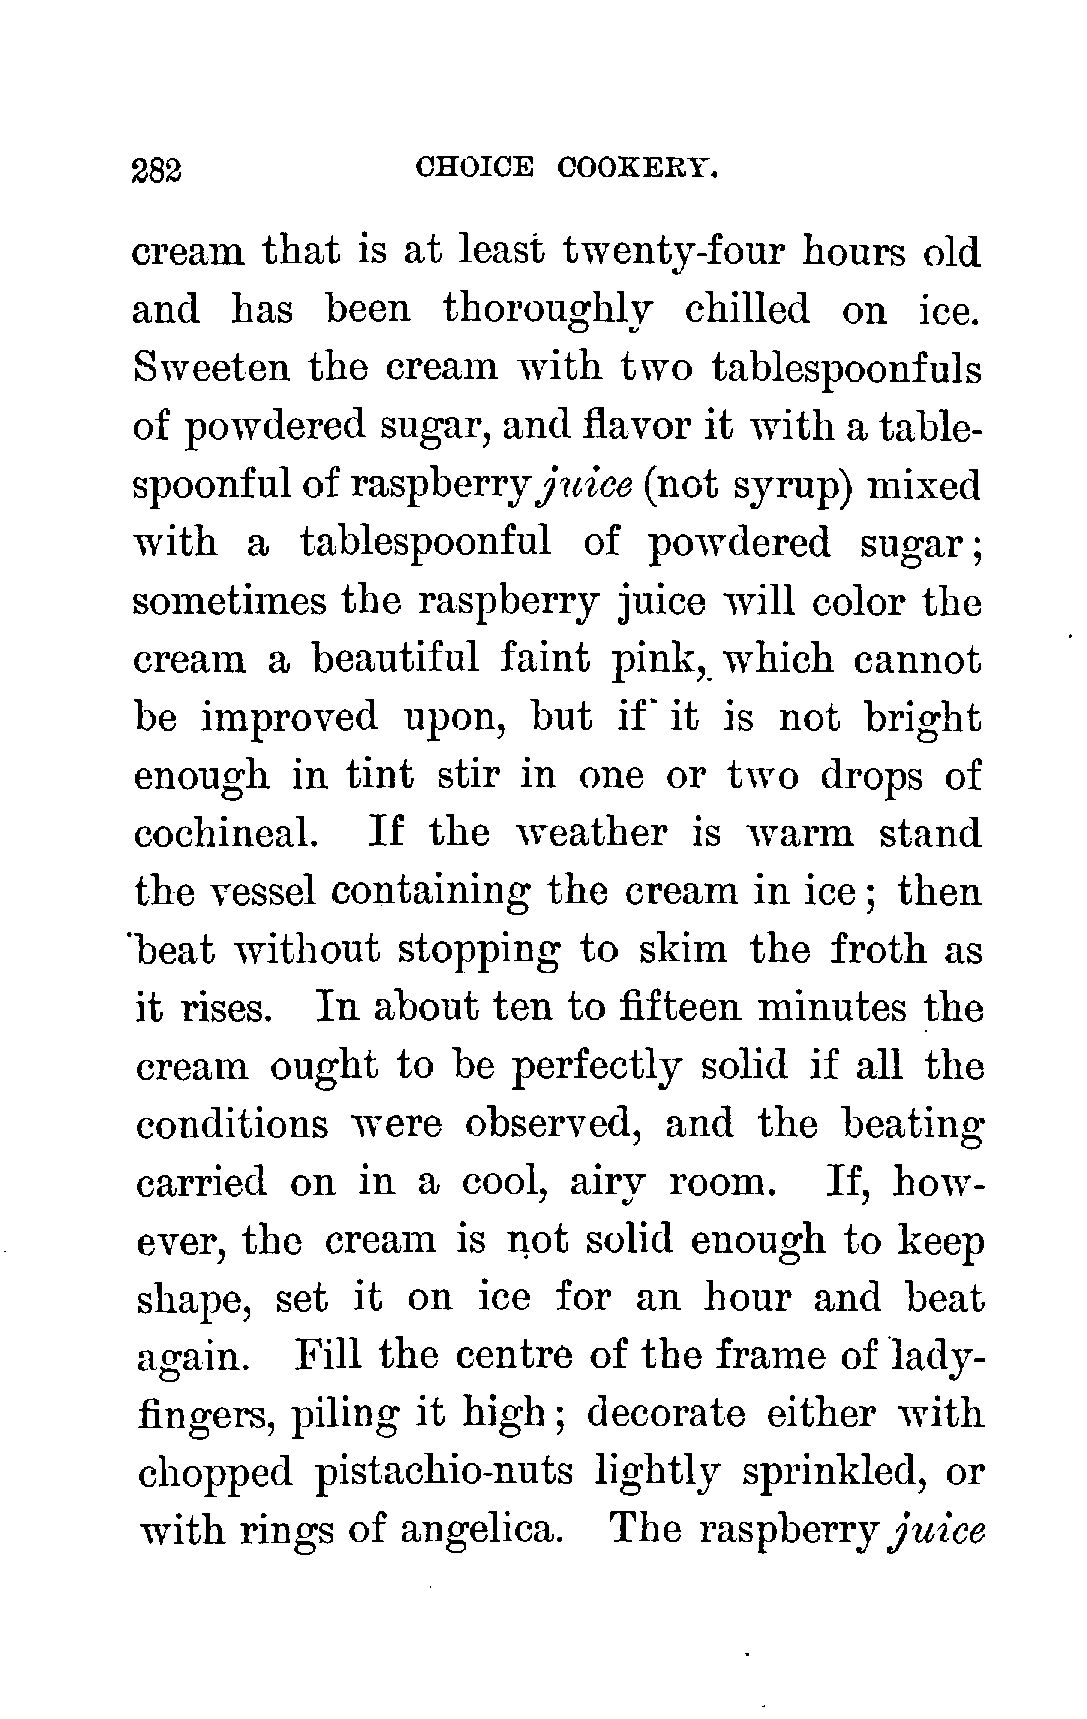 282 CHOICE COOKERY.
cream that is at least twenty-four hours old
and has been thoroughly chilled on ice.
Sweeten the cream with two tablespoonfuls
of powdered sugar, and flavor it with a table-
spoonful of raspberry juice (not syrup) mixed
with a tablespoonful of powdered sugar;
sometimes the raspberry juice will color the
cream a beautiful faint pink, which cannot
be improved upon, but if it is not bright
enough in tint stir in one or two drops of
cochineal. If the weather is warm stand
the vessel containing the cream in ice; then
beat without stopping to skim the froth as
it rises. In about ten to fifteen minutes the
cream ought to be perfectly solid if all the
conditions were observed, and the beating
carried on in a cool, airy room. If, how-
ever, the cream is not solid enough to keep
shape, set it on ice for an hour and beat
again. Fill the centre of the frame of lady-
fingers, piling it high; decorate either with
chopped pistachio-nuts lightly sprinkled, or
with rings of angelica. The raspberry juice